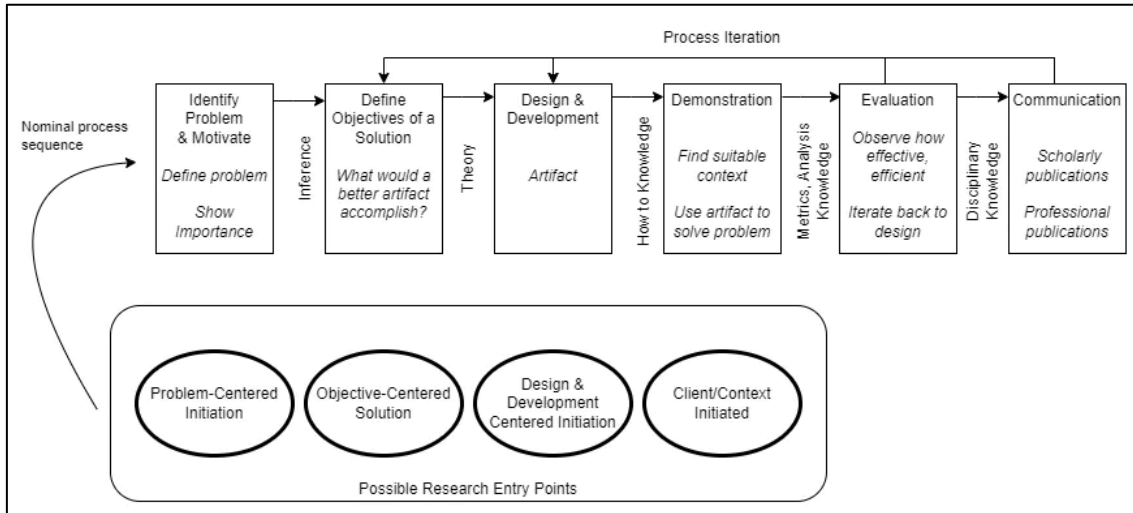 Process Iteration
Nominal process
sequence
Identify
Problem
& Motivate
Define problem
Show
Importance
Inference
Define
Objectives of a
Solution
What would a
better artifact
accomplish?
Theory
Design &
Development
Artifact
How to Knowledge
Demonstration
Find suitable
context
Use artifact to
solve problem
Metrics, Analysis
Knowledge
Evaluation
Observe how
effective,
efficient
Iterate back to
design
Disciplinary
Knowledge
Communication
Scholarly
publications
Professional
publications
Problem-Centered
Initiation
Objective-Centered
Solution
Design &
Development
Centered Initiation
Client/Context
Initiated
Possible Research Entry Points